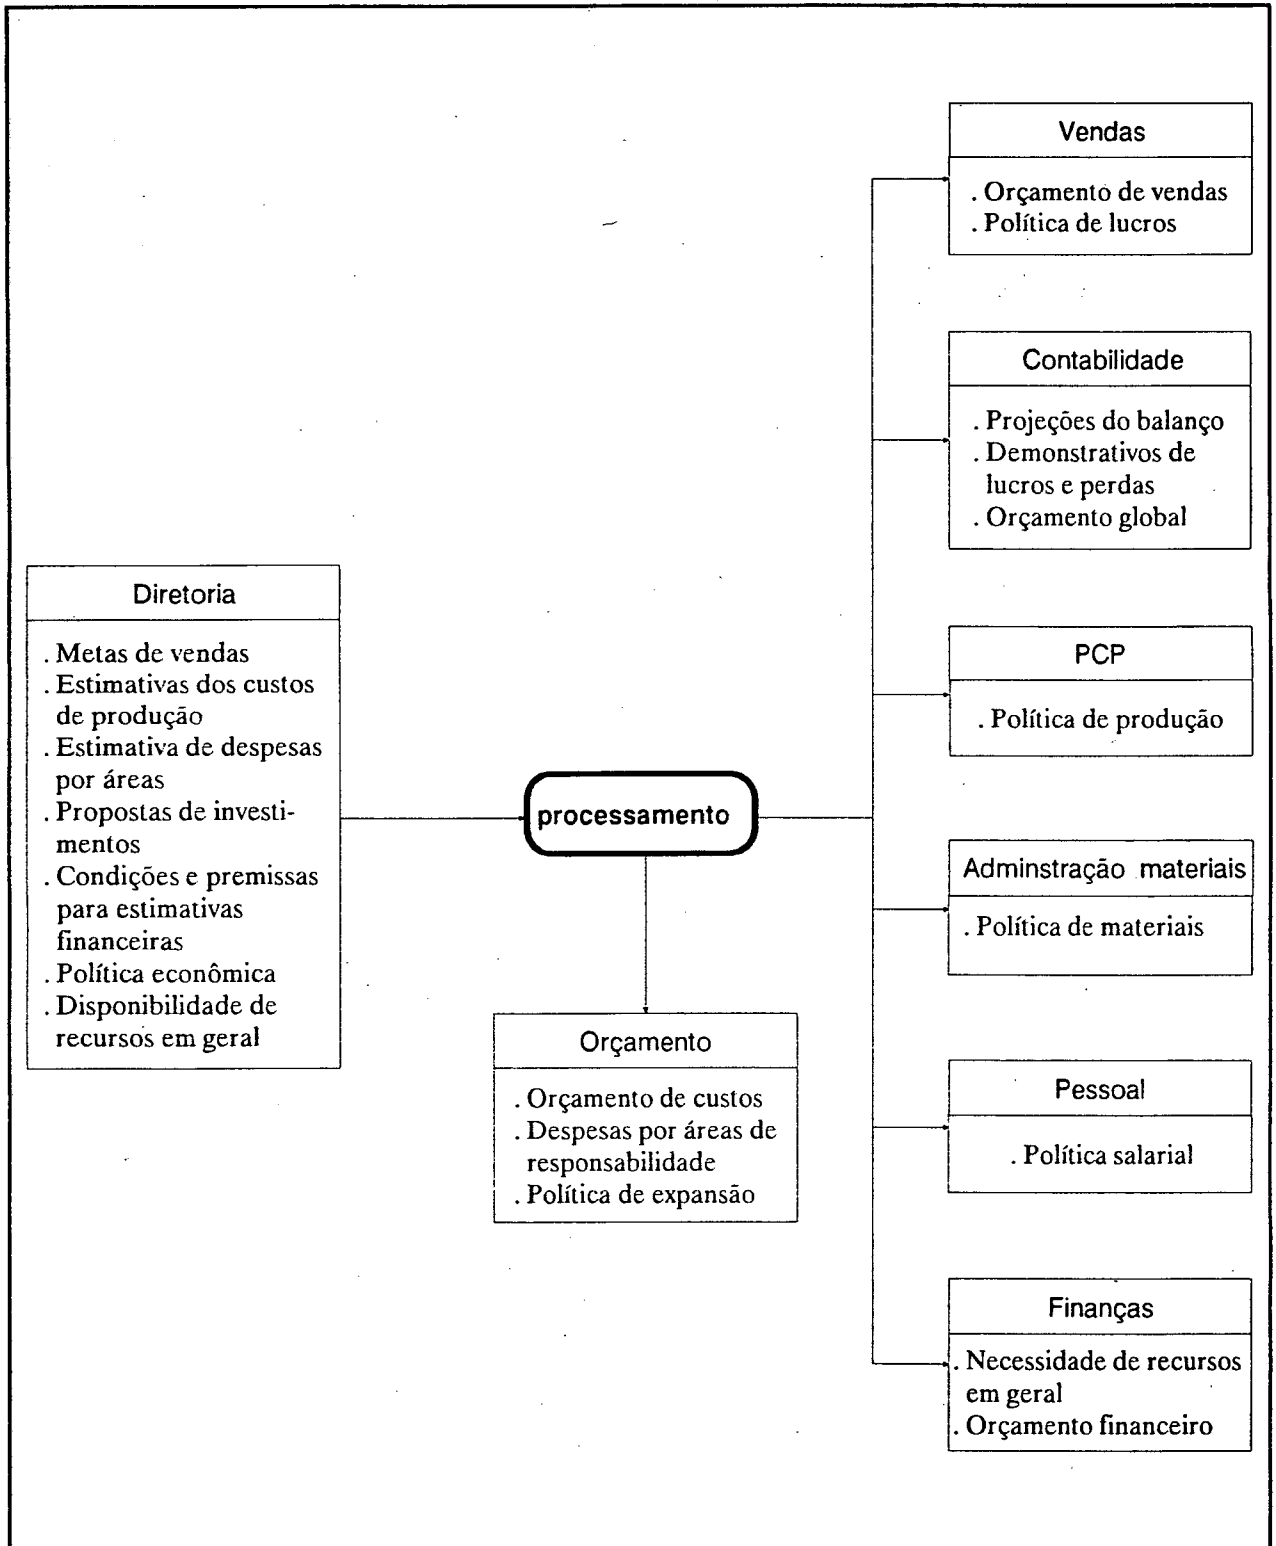 Vendas
. Orçamento de vendas
. Política de lucros
Contabilidade
. Projeções do balanço
. Demonstrativos de
lucros e perdas
. Orçamento global
Diretoria
. Metas de vendas
. Estimativas dos custos
de produção
. Estimativa de despesas
por áreas
. Propostas de investi-
mentos
. Condições e premissas
para estimativas
financeiras
. Política econômica
. Disponibilidade de
recursos em geral
processamento
PCP
. Política de produção
Adminstração materiais
. Política de materiais
Orçamento
. Orçamento de custos
. Despesas por áreas de
responsabilidade
. Política de expansão
Pessoal
. Política salarial
Finanças
. Necessidade de recursos
em geral
. Orçamento financeiro